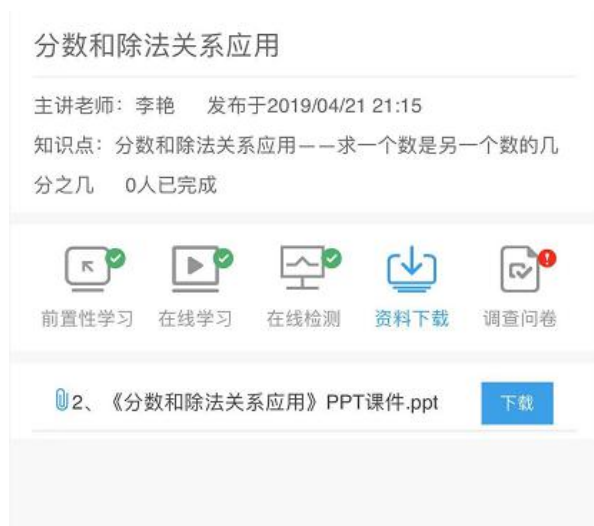 分数和除法关系应用
主讲老师：李艳 发布于2019/04/21 21:15
知识点：分数和除法关系应用——求一个数是另一个数的几
分之几 0人已完成
前置性学习 在线学习 在线检测 资料下载 调查问卷
2、《分数和除法关系应用》PPT课件.ppt 下载